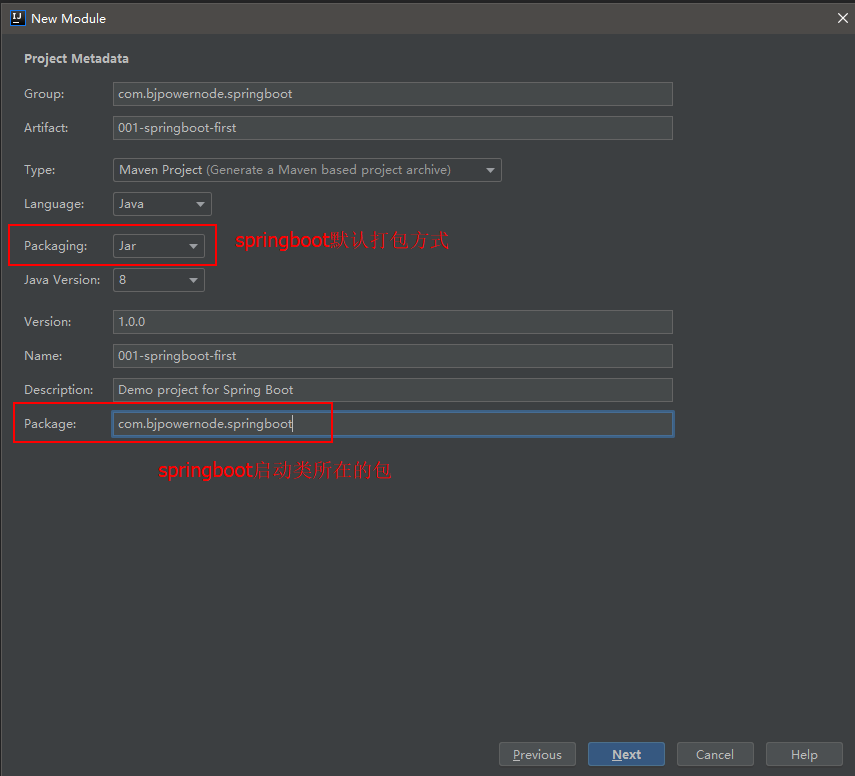 New Module
Project Metadata
Group: com.bjpowernode.springboot
Artifact: 001-springboot-first
Type: Maven Project (Generate a Maven based project archive)
Language: Java
Packaging: Jar springboot默认打包方式
Java Version: 8
Version: 1.0.0
Name: 001-springboot-first
Description: Demo project for Spring Boot
Package: com.bjpowernode.springboot
springboot启动类所在的包
Previous Next Cancel Help